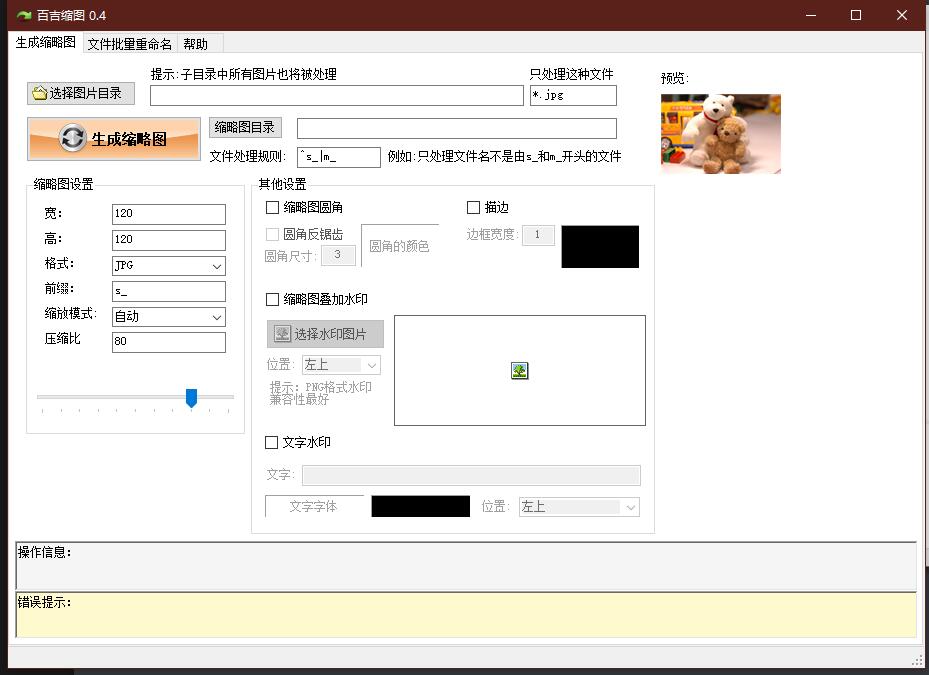 百吉缩图 0.4
生成缩略图 文件批量重命名 帮助
提示:子目录中所有图片也将被处理 只处理这种文件 预览:
选择图片目录 *.jpg
生成缩略图 缩略图目录
文件处理规则: ^s_|m_ 例如:只处理文件名不是由s_和m_开头的文件
缩略图设置 其他设置
宽: 120
高: 120
格式: JPG
前缀: s_
缩放模式: 自动
压缩比 80
缩略图圆角 描边
圆角反锯齿 圆角的颜色 边框宽度: 1
圆角尺寸: 3
缩略图叠加水印
选择水印图片
位置: 左上
提示: PNG格式水印
兼容性最好
文字水印
文字:
文字字体 位置: 左上
操作信息:
错误提示: